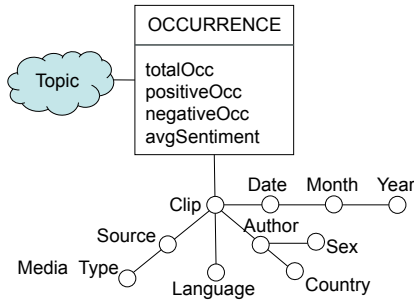 OCCURRENCE
totalOcc
positiveOcc
negativeOcc
avgSentiment
Topic
Date Month Year
Clip
Source Author
Sex
Media Type
Language Country